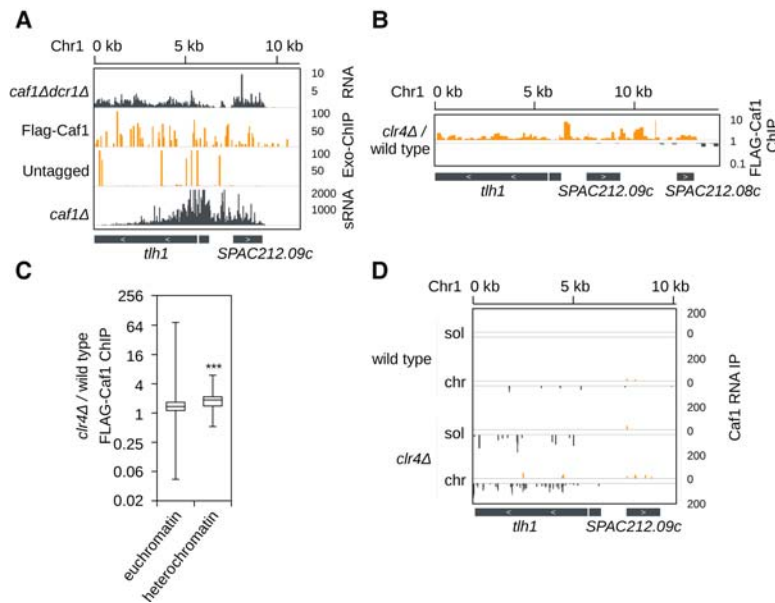 A
Chr1 0 kb 5 kb 10 kb
caf1Δdcr1Δ 10 5 RNA
Flag-Caf1 100 50
Untagged 100 50 Exo-ChIP
caf1Δ 2000 1000 sRNA
< < >
tlh1 SPAC212.09c
B
Chr1 0 kb 5 kb 10 kb
clr4Δ / wild type 10 1 0.1 FLAG-Caf1 ChIP
< < > >
tlh1 SPAC212.09c SPAC212.08c
C
clr4Δ / wild type
FLAG-Caf1 ChIP
256
64
16
4
1
0.25
0.06
0.02
***
euchromatin
heterochromatin
D
Chr1 0 kb 5 kb 10 kb
200
sol 0
wild type 200
chr 0
200
sol 0
clr4Δ 200
chr 0
200
Caf1 RNA IP
< < >
tlh1 SPAC212.09c